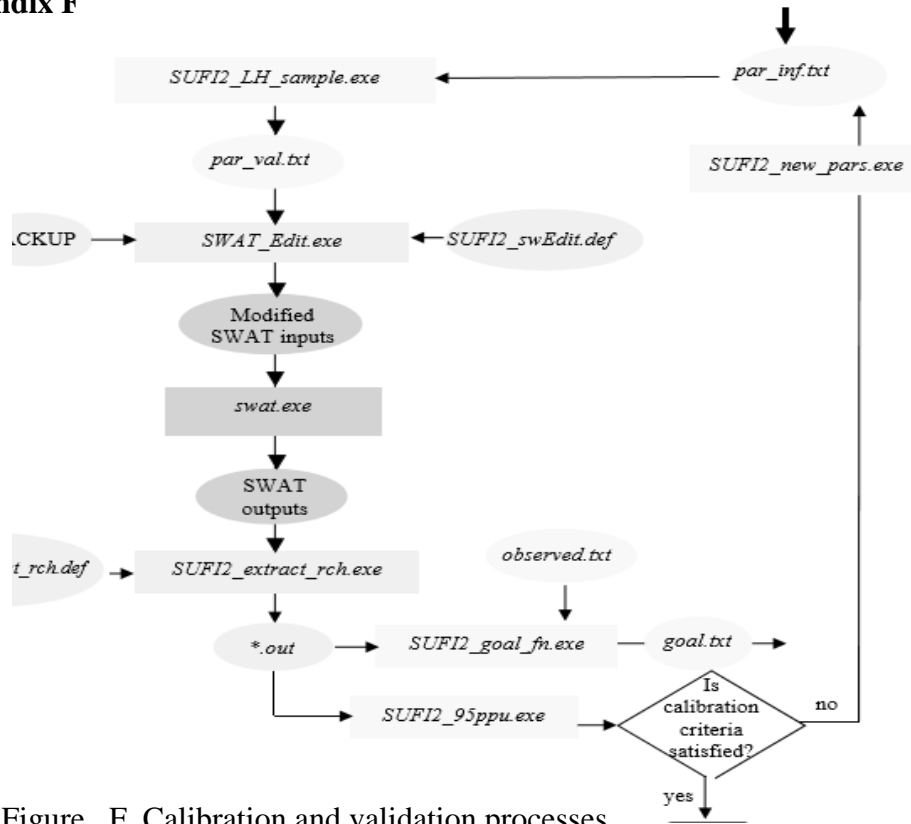 ndix F
par_inf.txt
SUFI2_LH_sample.exe
par_val.txt
SUFI2_new_pars.exe
CKUP
SWAT_Edit.exe
SUFI2_swEdit.def
Modified
SWAT inputs
swat.exe
SWAT
outputs
t_rch.def
SUFI2_extract_rch.exe
observed.txt
*.out
SUFI2_goal_fn.exe
goal.txt
SUFI2_95ppu.exe
Is
calibration
criteria
satisfied?
no
yes
Figure F Calibration and validation processes